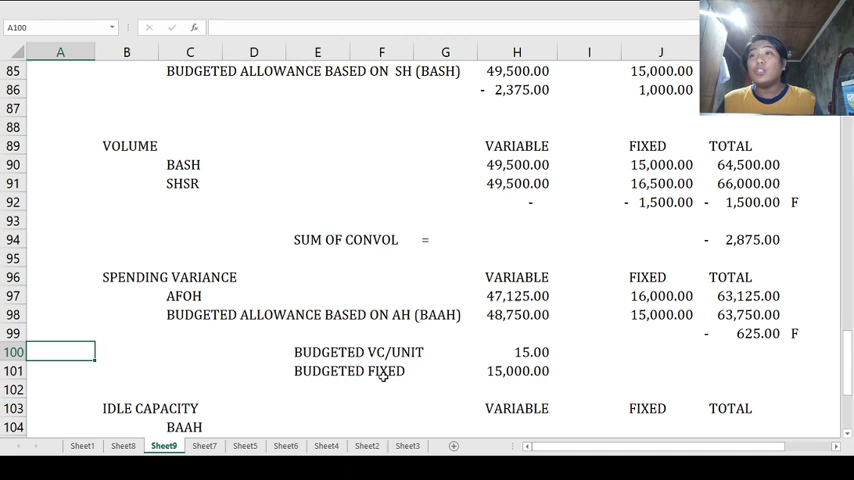 A100 fx
A B C D E F G H I J
85 BUDGETED ALLOWANCE BASED ON SH (BASH) 49,500.00 15,000.00
86 - 2,375.00 1,000.00
87
88
89 VOLUME VARIABLE FIXED TOTAL
90 BASH 49,500.00 15,000.00 64,500.00
91 SHSR 49,500.00 16,500.00 66,000.00
92 - - 1,500.00 - 1,500.00 F
93
94 SUM OF CONVOL = - 2,875.00
95
96 SPENDING VARIANCE VARIABLE FIXED TOTAL
97 AFOH 47,125.00 16,000.00 63,125.00
98 BUDGETED ALLOWANCE BASED ON AH (BAAH) 48,750.00 15,000.00 63,750.00
99 - 625.00 F
100 BUDGETED VC/UNIT 15.00
101 BUDGETED FIXED 15,000.00
102
103 IDLE CAPACITY VARIABLE FIXED TOTAL
104 BAAH
Sheet1 Sheet8 Sheet9 Sheet7 Sheet5 Sheet6 Sheet4 Sheet2 Sheet3